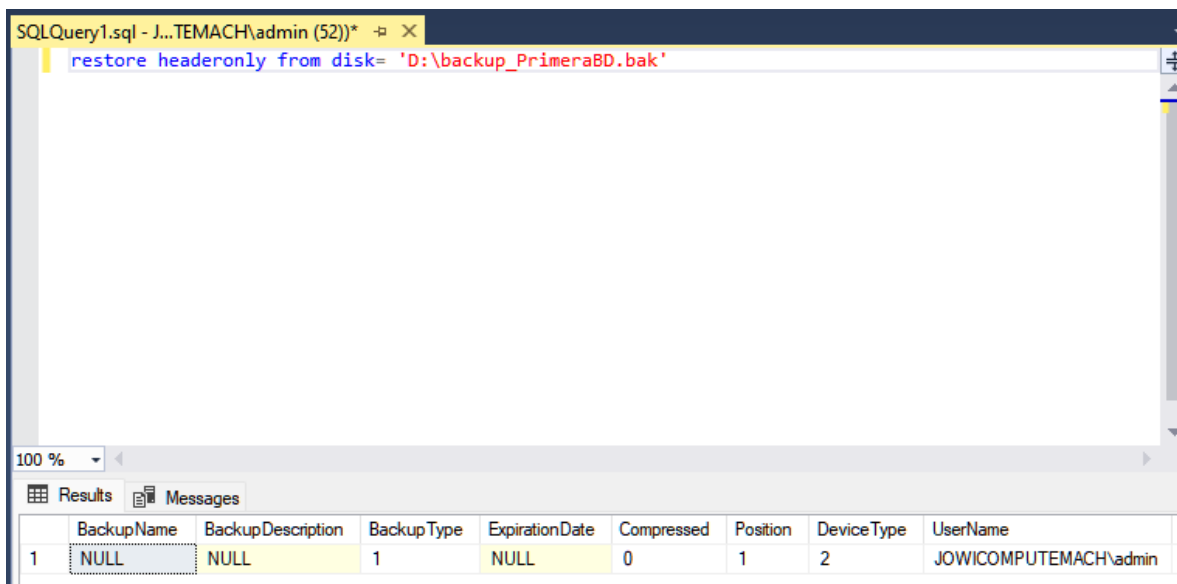 SQLQuery1.sql - J...TEMACH\admin (52))*
restore headeronly from disk= 'D:\backup_PrimeraBD.bak'
100 %
Results Messages
BackupName BackupDescription BackupType ExpirationDate Compressed Position DeviceType UserName
1 NULL NULL 1 NULL 0 1 2 JOWICOMPUTEMACH\admin